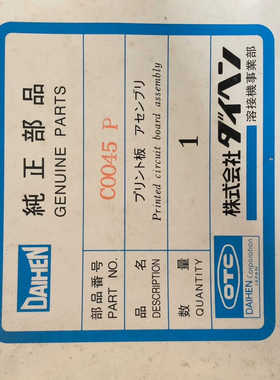 DAIHEN
純正部品
GENUINE PARTS
部品番号
PART NO.
C0045 P
品名
DESCRIPTION
プリント板 アセンブリ
Printed circuit board assembly
数量
QUANTITY
1
OTC
DAIHEN Corporation
JAPAN
株式会社ダイヘン
溶接機事業部